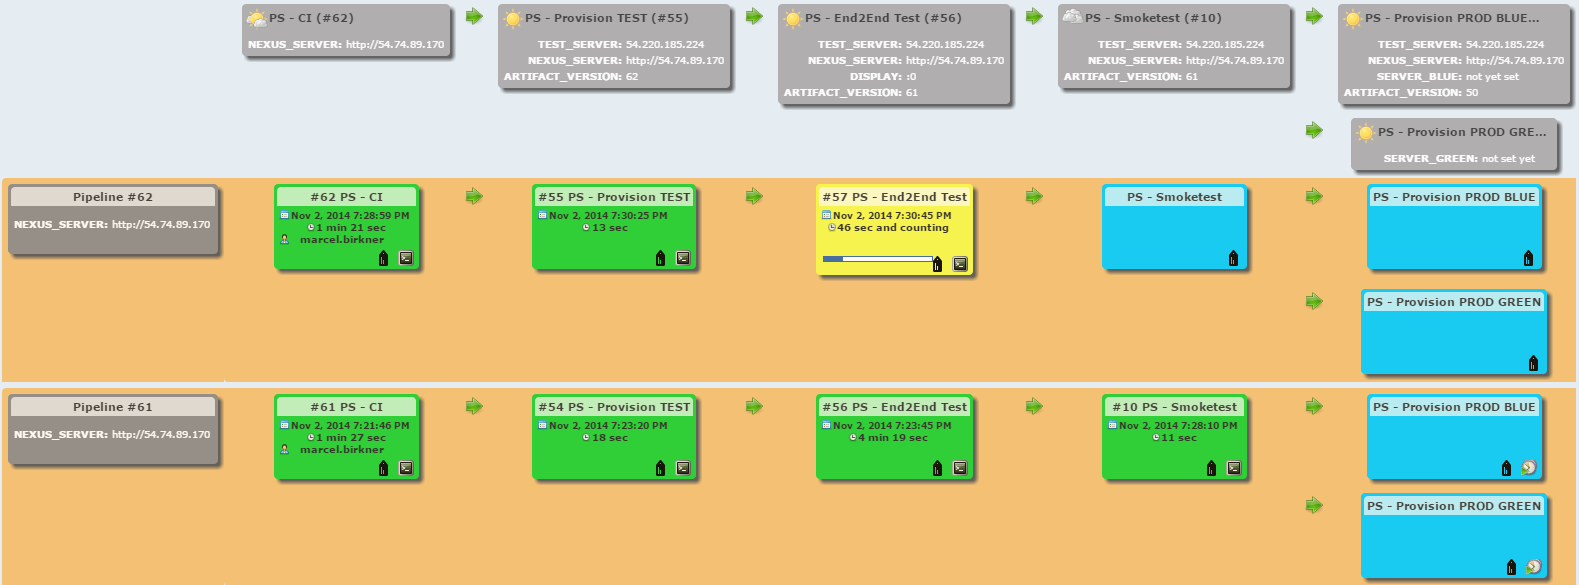 PS - CI (#62)
NEXUS_SERVER: http://54.74.89.170
PS - Provision TEST (#55)
TEST_SERVER: 54.220.185.224
NEXUS_SERVER: http://54.74.89.170
ARTIFACT_VERSION: 62
PS - End2End Test (#56)
TEST_SERVER: 54.220.185.224
NEXUS_SERVER: http://54.74.89.170
DISPLAY: :0
ARTIFACT_VERSION: 61
PS - Smoketest (#10)
TEST_SERVER: 54.220.185.224
NEXUS_SERVER: http://54.74.89.170
ARTIFACT_VERSION: 61
PS - Provision PROD BLUE...
TEST_SERVER: 54.220.185.224
NEXUS_SERVER: http://54.74.89.170
SERVER_BLUE: not yet set
ARTIFACT_VERSION: 50
PS - Provision PROD GRE...
SERVER_GREEN: not set yet
Pipeline #62
NEXUS_SERVER: http://54.74.89.170
#62 PS - CI
Nov 2, 2014 7:28:59 PM
1 min 21 sec
marcel.birkner
#55 PS - Provision TEST
Nov 2, 2014 7:30:25 PM
13 sec
#57 PS - End2End Test
Nov 2, 2014 7:30:45 PM
46 sec and counting
PS - Smoketest
PS - Provision PROD BLUE
PS - Provision PROD GREEN
Pipeline #61
NEXUS_SERVER: http://54.74.89.170
#61 PS - CI
Nov 2, 2014 7:21:46 PM
1 min 27 sec
marcel.birkner
#54 PS - Provision TEST
Nov 2, 2014 7:23:20 PM
18 sec
#56 PS - End2End Test
Nov 2, 2014 7:23:45 PM
4 min 19 sec
#10 PS - Smoketest
Nov 2, 2014 7:28:10 PM
11 sec
PS - Provision PROD BLUE
PS - Provision PROD GREEN